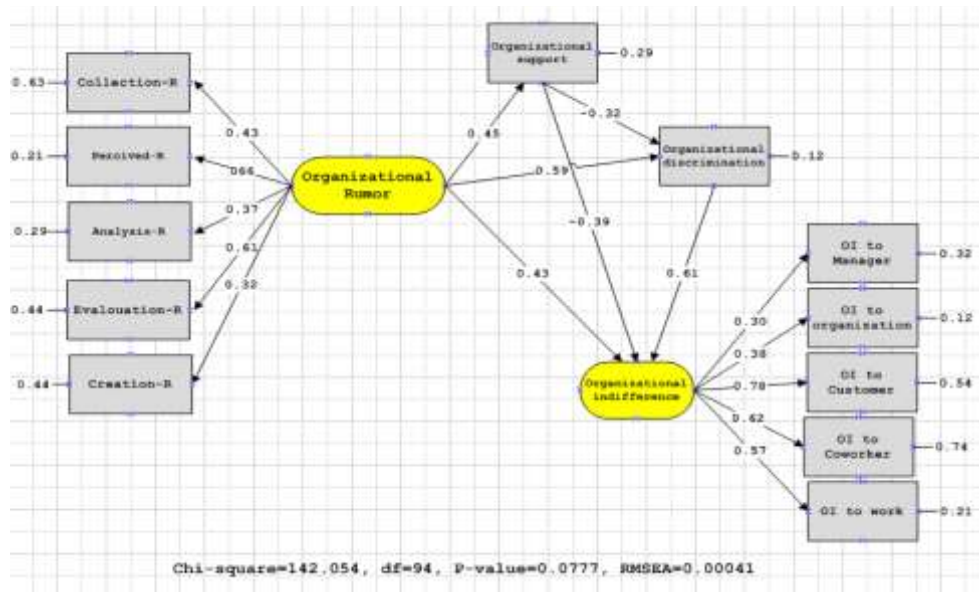 0.63
Collection-R
0.21
Percived-R
0.29
Analysis-R
0.44
Evalouation-R
0.44
Creation-R
0.43
066
0.37
0.61
0.32
Organizational
Rumor
Organizational
support
0.29
0.45
-0.32
Organizational
discrimination
0.12
0.59
-0.39
0.43
0.61
Organizational
indifference
0.30
0.38
0.78
0.62
0.57
OI to
Manager
0.32
OI to
organization
0.12
OI to
Customer
0.54
OI to
Coworker
0.74
OI to work
0.21
Chi-square=142.054, df=94, P-value=0.0777, RMSEA=0.00041